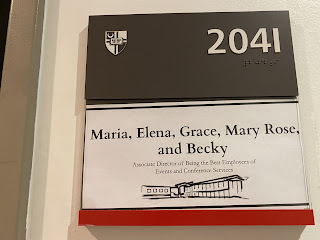 2041
Maria, Elena, Grace, Mary Rose,
and Becky
Associate Director of Being the Best Employees of
Events and Conference Services